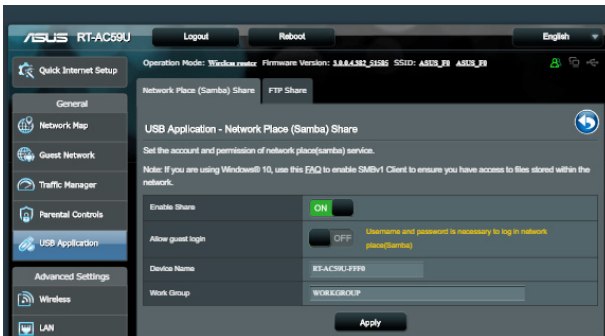 ASUS RT-AC59U Logout Reboot English
Operation Mode: Wireless router Firmware Version: 3.0.0.4.382_51585 SSID: ASUS_F0 ASUS_F0
Quick Internet Setup
Network Place (Samba) Share FTP Share
General
Network Map
USB Application - Network Place (Samba) Share
Guest Network
Set the account and permission of network place(samba) service.
Note: If you are using Windows® 10, use this FAQ to enable SMBv1 Client to ensure you have access to files stored within the
network.
Traffic Manager
Parental Controls
Enable Share ON
USB Application
Allow guest login OFF Username and password is necessary to log in network
place(Samba)
Device Name RT-AC59U-FFF0
Advanced Settings
Work Group WORKGROUP
Wireless
Apply
LAN